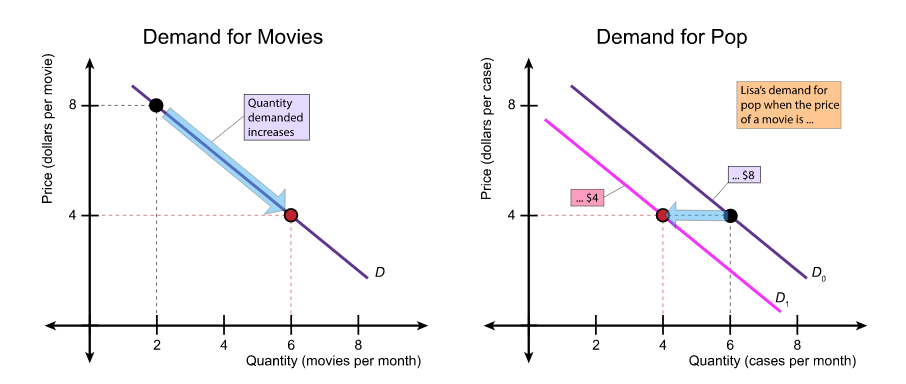 Demand for Movies
Price (dollars per movie)
8
4
Quantity
demanded
increases
D
2
4
6
8
Quantity (movies per month)
Demand for Pop
Price (dollars per case)
8
4
Lisa's demand for
pop when the price
of a movie is ...
... $8
... $4
D0
D1
2
4
6
8
Quantity (cases per month)